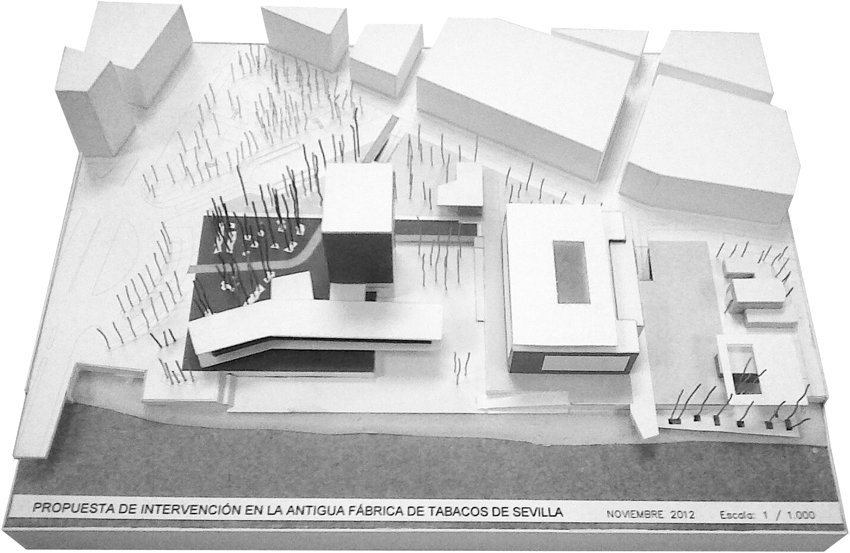 PROPUESTA DE INTERVENCIÓN EN LA ANTIGUA FÁBRICA DE TABACOS DE SEVILLA NOVIEMBRE 2012 Escala: 1 / 1.000